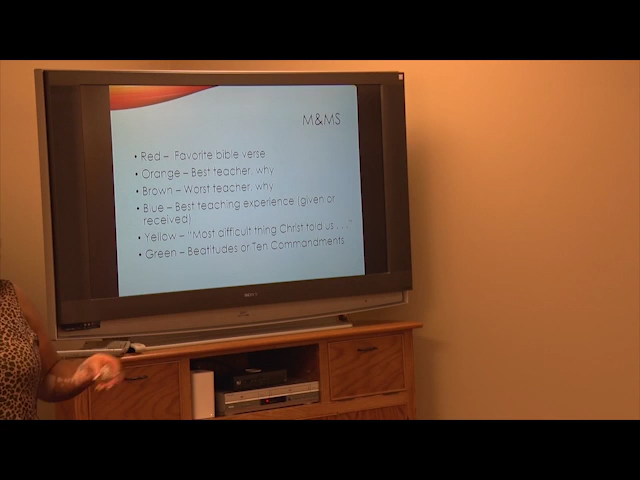 M&MS
• Red – Favorite bible verse
• Orange – Best teacher, why
• Brown – Worst teacher, why
• Blue – Best teaching experience (given or
received)
• Yellow – "Most difficult thing Christ told us . . ."
• Green – Beatitudes or Ten Commandments
SONY